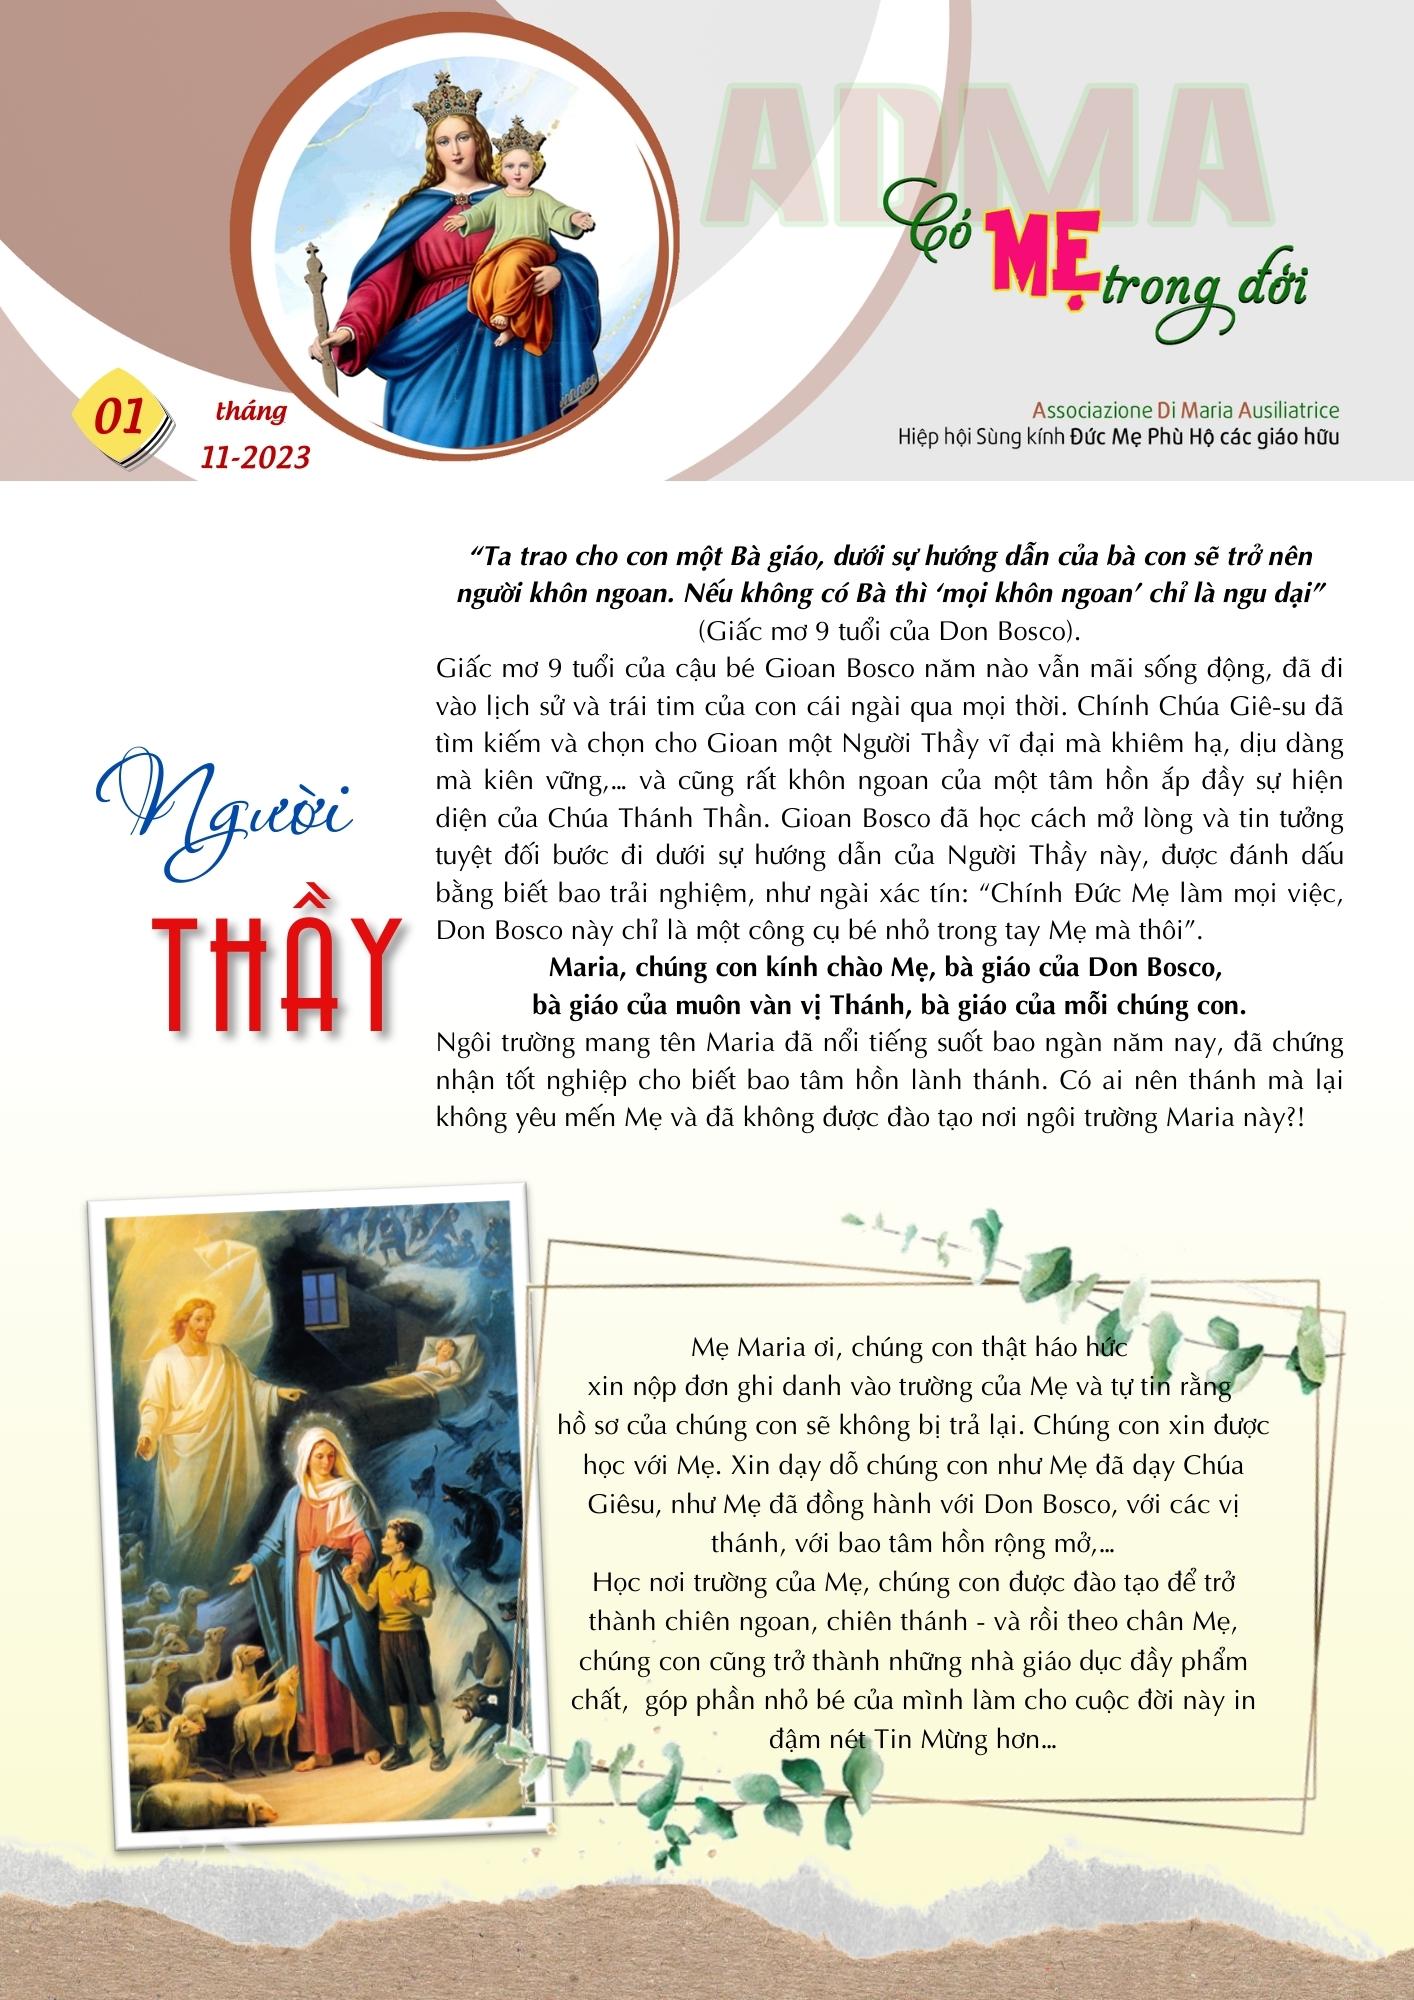 ADMA
Có MẸ trong đời
01
tháng
11-2023
Associazione Di Maria Ausiliatrice
Hiệp hội Sùng kính Đức Mẹ Phù Hộ các giáo hữu
“Ta trao cho con một Bà giáo, dưới sự hướng dẫn của bà con sẽ trở nên
người khôn ngoan. Nếu không có Bà thì ‘mọi khôn ngoan’ chỉ là ngu dại”
(Giấc mơ 9 tuổi của Don Bosco).
Giấc mơ 9 tuổi của cậu bé Gioan Bosco năm nào vẫn mãi sống động, đã đi
vào lịch sử và trái tim của con cái ngài qua mọi thời. Chính Chúa Giê-su đã
tìm kiếm và chọn cho Gioan một Người Thầy vĩ đại mà khiêm hạ, dịu dàng
mà kiên vững,... và cũng rất khôn ngoan của một tâm hồn ắp đầy sự hiện
diện của Chúa Thánh Thần. Gioan Bosco đã học cách mở lòng và tin tưởng
tuyệt đối bước đi dưới sự hướng dẫn của Người Thầy này, được đánh dấu
bằng biết bao trải nghiệm, như ngài xác tín: “Chính Đức Mẹ làm mọi việc,
Don Bosco này chỉ là một công cụ bé nhỏ trong tay Mẹ mà thôi”.
Maria, chúng con kính chào Mẹ, bà giáo của Don Bosco,
bà giáo của muôn vàn vị Thánh, bà giáo của mỗi chúng con.
Ngôi trường mang tên Maria đã nổi tiếng suốt bao ngàn năm nay, đã chứng
nhận tốt nghiệp cho biết bao tâm hồn lành thánh. Có ai nên thánh mà lại
không yêu mến Mẹ và đã không được đào tạo nơi ngôi trường Maria này?!
Người
THẦY
Mẹ Maria ơi, chúng con thật háo hức
xin nộp đơn ghi danh vào trường của Mẹ và tự tin rằng
hồ sơ của chúng con sẽ không bị trả lại. Chúng con xin được
học với Mẹ. Xin dạy dỗ chúng con như Mẹ đã dạy Chúa
Giêsu, như Mẹ đã đồng hành với Don Bosco, với các vị
thánh, với bao tâm hồn rộng mở,...
Học nơi trường của Mẹ, chúng con được đào tạo để trở
thành chiên ngoan, chiên thánh - và rồi theo chân Mẹ,
chúng con cũng trở thành những nhà giáo dục đầy phẩm
chất, góp phần nhỏ bé của mình làm cho cuộc đời này in
đậm nét Tin Mừng hơn...